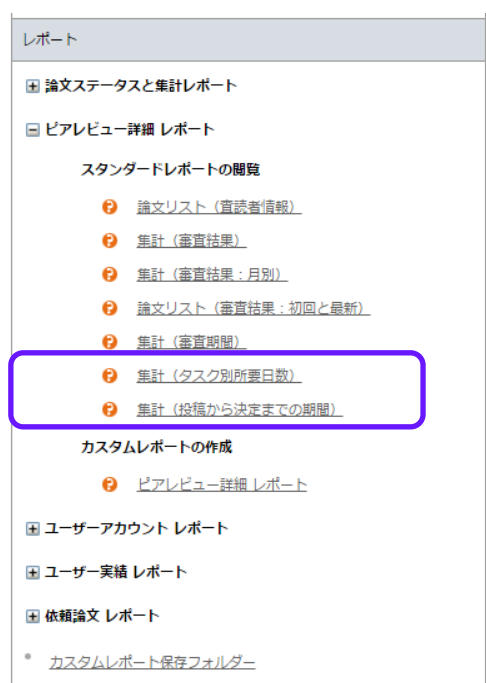 レポート
論文ステータスと集計レポート
ピアレビュー詳細 レポート
スタンダードレポートの閲覧
論文リスト（査読者情報）
集計（審査結果）
集計（審査結果：月別）
論文リスト（審査結果：初回と最新）
集計（審査期間）
集計（タスク別所要日数）
集計（投稿から決定までの期間）
カスタムレポートの作成
ピアレビュー詳細 レポート
ユーザーアカウント レポート
ユーザー実績 レポート
依頼論文 レポート
カスタムレポート保存フォルダー